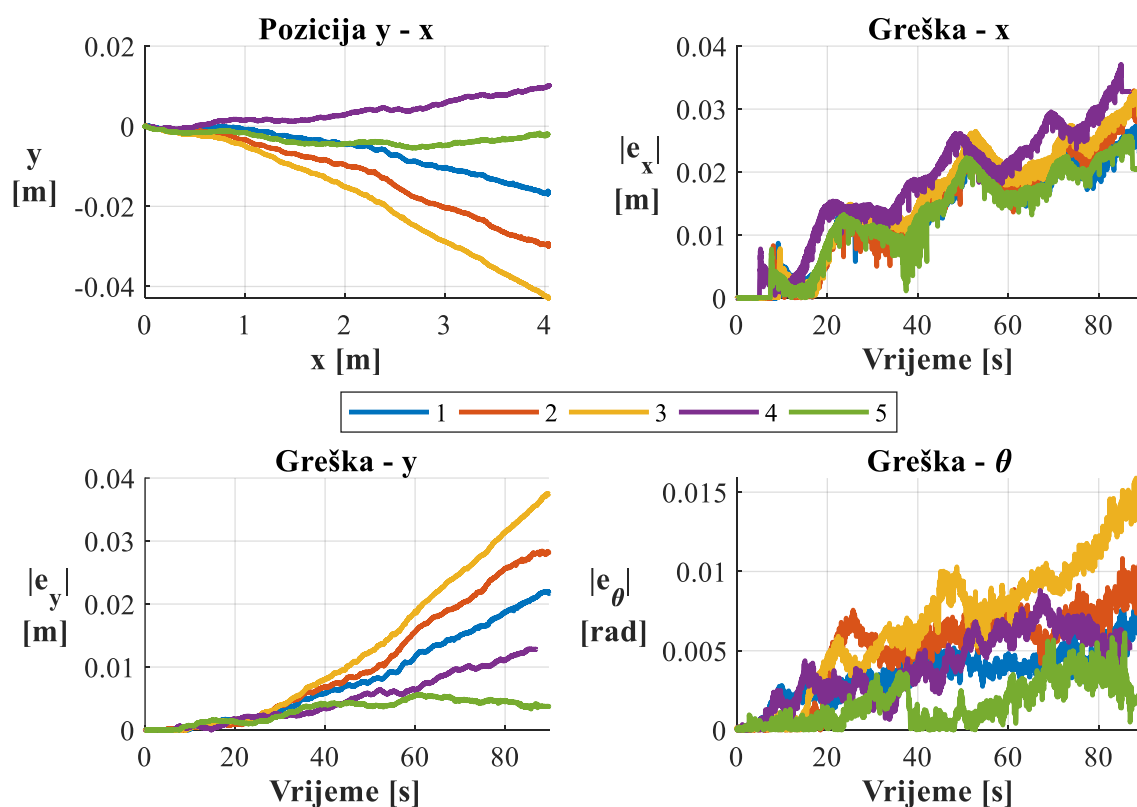 Pozicija y - x
0.02
0
-0.02
-0.04
y
[m]
0
1
2
3
4
x [m]
Greška - x
0.04
0.03
0.02
0.01
0
|e_x|
[m]
0
20
40
60
80
Vrijeme [s]
1
2
3
4
5
Greška - y
0.04
0.03
0.02
0.01
0
|e_y|
[m]
0
20
40
60
80
Vrijeme [s]
Greška - θ
0.015
0.01
0.005
0
|e_θ|
[rad]
0
20
40
60
80
Vrijeme [s]